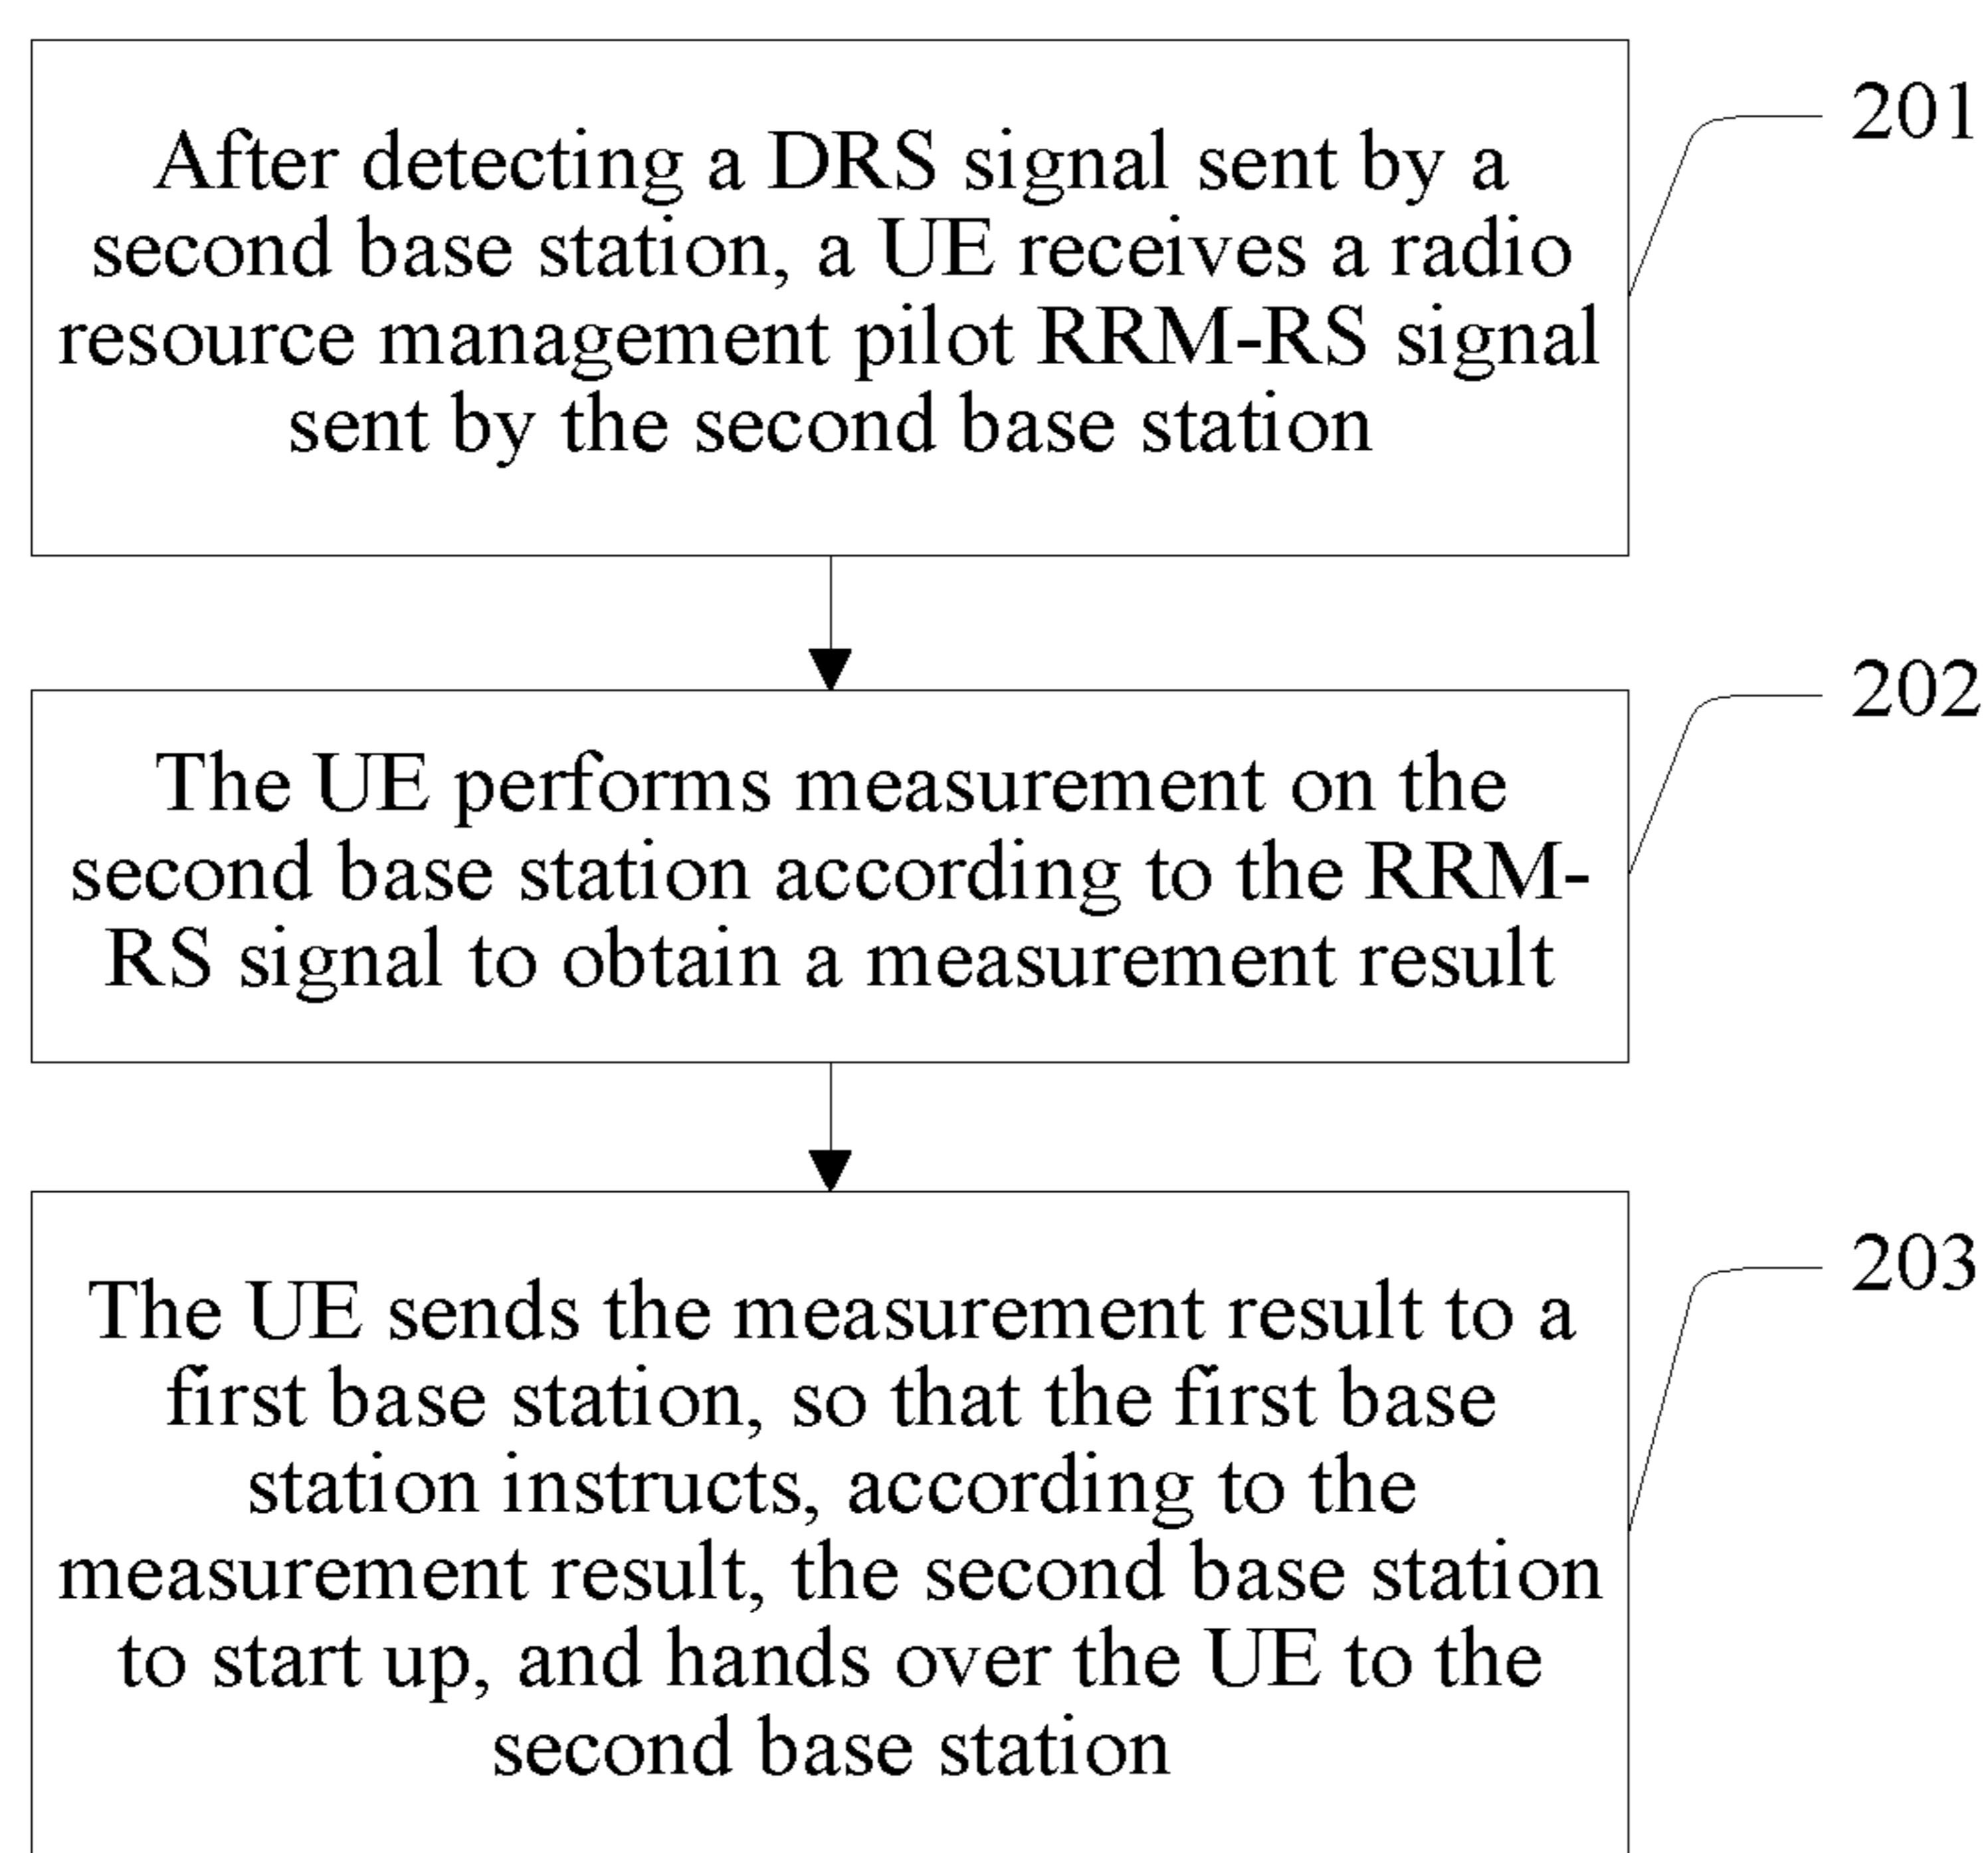 After detecting a DRS signal sent by a
second base station, a UE receives a radio
resource management pilot RRM-RS signal
sent by the second base station
201
The UE performs measurement on the
second base station according to the RRM-
RS signal to obtain a measurement result
202
The UE sends the measurement result to a
first base station, so that the first base
station instructs, according to the
measurement result, the second base station
to start up, and hands over the UE to the
second base station
203